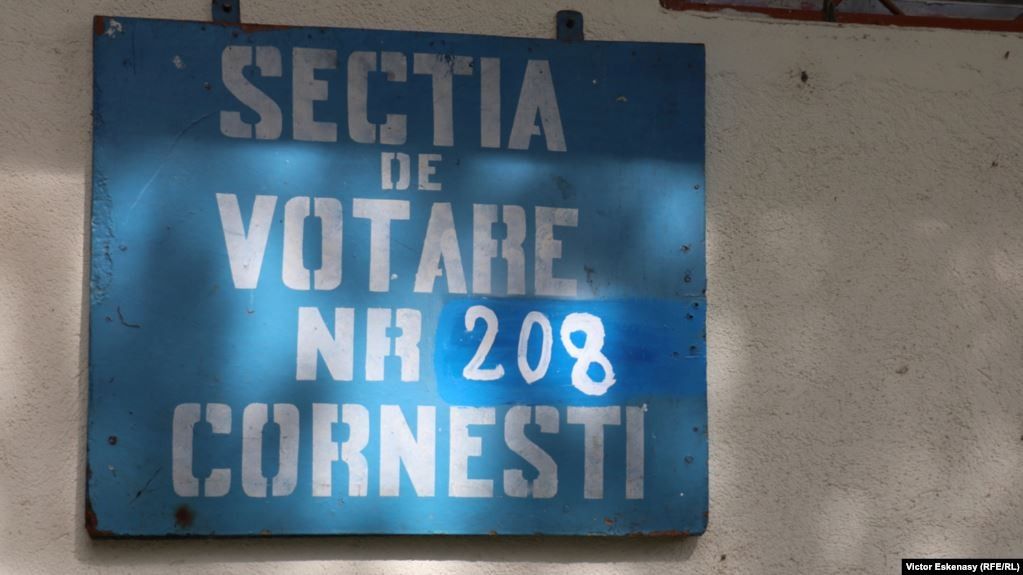 SECTIA
DE
VOTARE
NR 208
CORNESTI
Victor Eskenasy (RFE/RL)